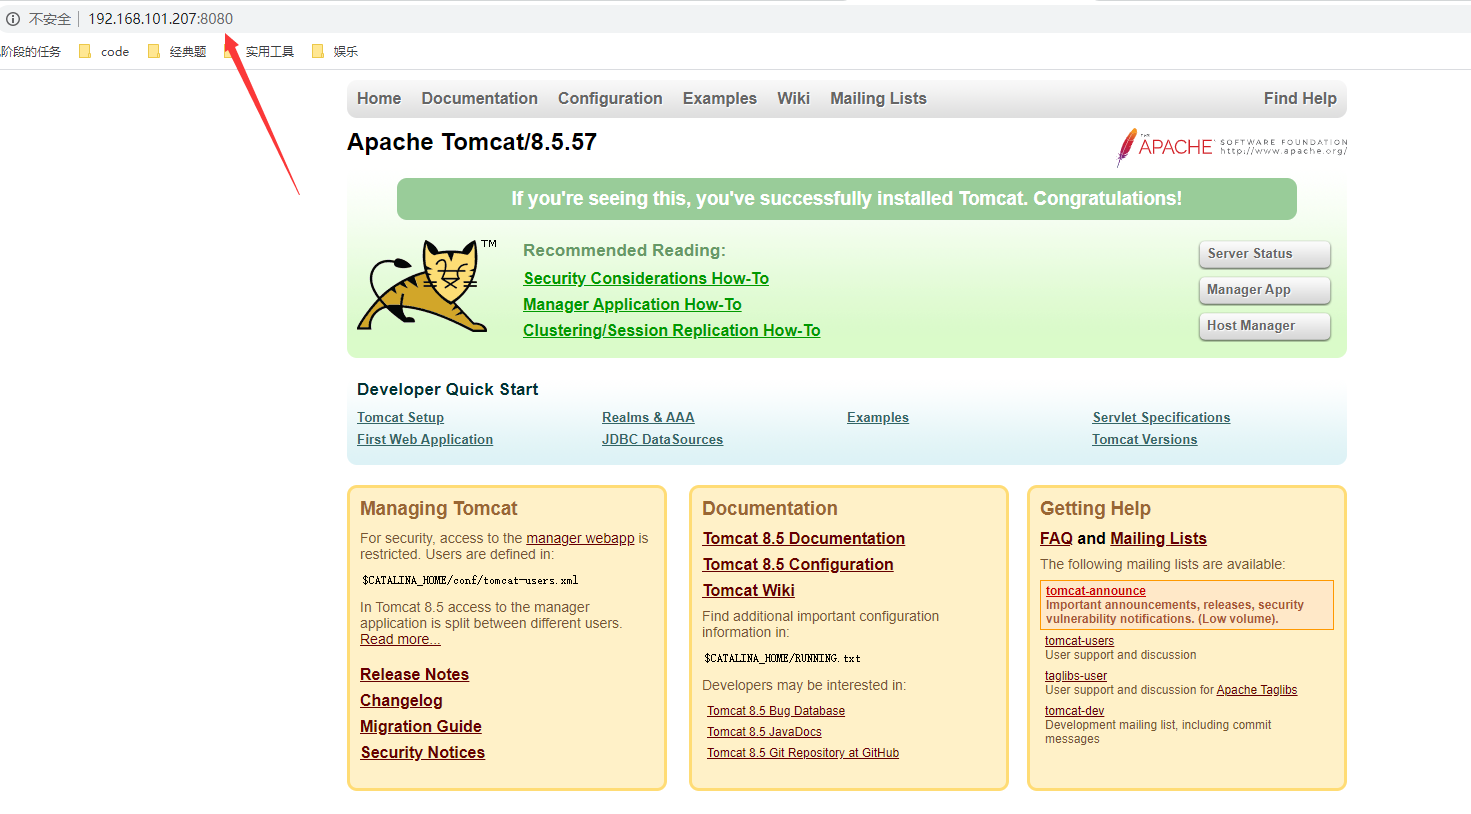 不安全 192.168.101.207:8080
阶段的任务 code 经典题 实用工具 娱乐
Home Documentation Configuration Examples Wiki Mailing Lists Find Help
Apache Tomcat/8.5.57
THE APACHE SOFTWARE FOUNDATION
http://www.apache.org/
If you're seeing this, you've successfully installed Tomcat. Congratulations!
TM
Recommended Reading:
Security Considerations How-To
Manager Application How-To
Clustering/Session Replication How-To
Server Status
Manager App
Host Manager
Developer Quick Start
Tomcat Setup Realms & AAA Examples Servlet Specifications
First Web Application JDBC DataSources Tomcat Versions
Managing Tomcat
For security, access to the manager webapp is
restricted. Users are defined in:
$CATALINA_HOME/conf/tomcat-users.xml
In Tomcat 8.5 access to the manager
application is split between different users.
Read more...
Release Notes
Changelog
Migration Guide
Security Notices
Documentation
Tomcat 8.5 Documentation
Tomcat 8.5 Configuration
Tomcat Wiki
Find additional important configuration
information in:
$CATALINA_HOME/RUNNING.txt
Developers may be interested in:
Tomcat 8.5 Bug Database
Tomcat 8.5 JavaDocs
Tomcat 8.5 Git Repository at GitHub
Getting Help
FAQ and Mailing Lists
The following mailing lists are available:
tomcat-announce
Important announcements, releases, security
vulnerability notifications. (Low volume).
tomcat-users
User support and discussion
taglibs-user
User support and discussion for Apache Taglibs
tomcat-dev
Development mailing list, including commit
messages